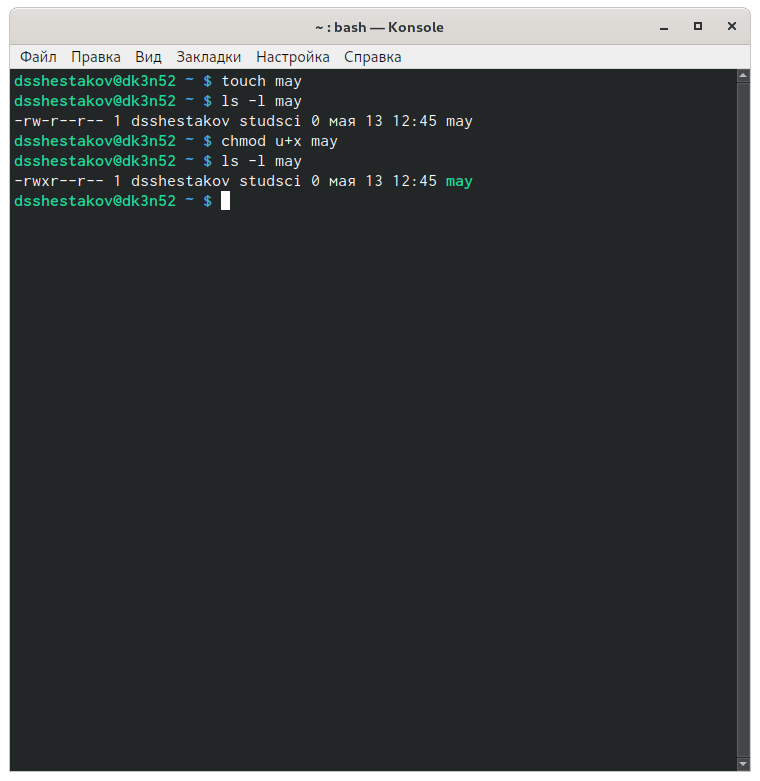 ~ : bash — Konsole
Файл Правка Вид Закладки Настройка Справка
dsshestakov@dk3n52 ~ $ touch may
dsshestakov@dk3n52 ~ $ ls -l may
-rw-r--r-- 1 dsshestakov studsci 0 мая 13 12:45 may
dsshestakov@dk3n52 ~ $ chmod u+x may
dsshestakov@dk3n52 ~ $ ls -l may
-rwxr--r-- 1 dsshestakov studsci 0 мая 13 12:45 may
dsshestakov@dk3n52 ~ $